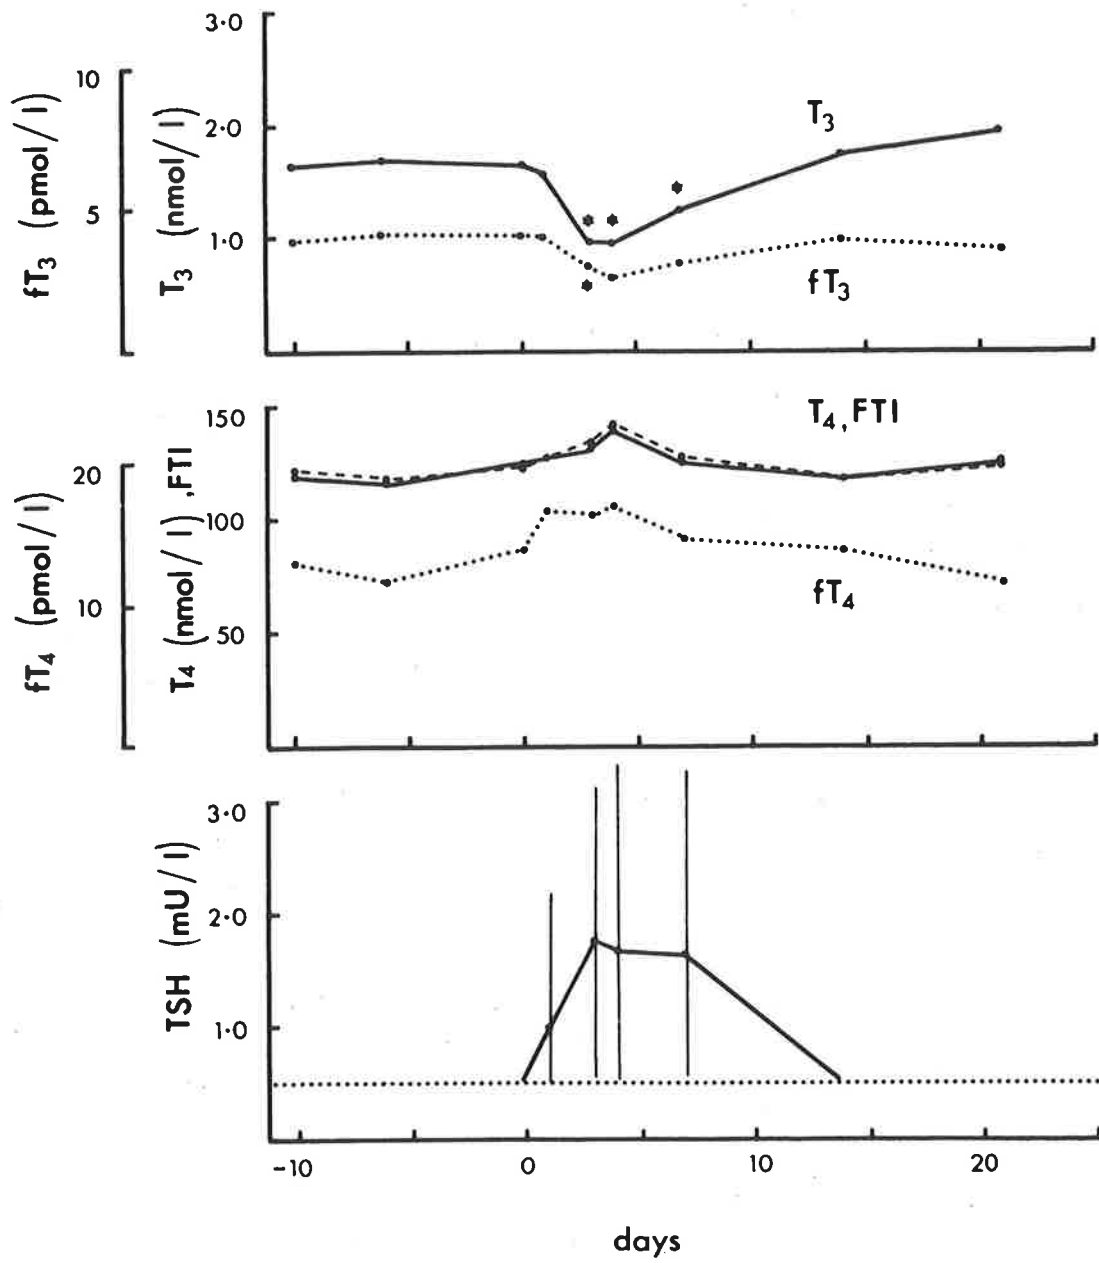 3·0
2·0
1·0
T₃ (nmol/l)
10
5
fT₃ (pmol/l)
T₃
*
*
*
*
fT₃
150
100
50
T₄ (nmol/l) ,FTI
20
10
fT₄ (pmol/l)
T₄,FTI
fT₄
3·0
2·0
1·0
TSH (mU/l)
-10
0
10
20
days